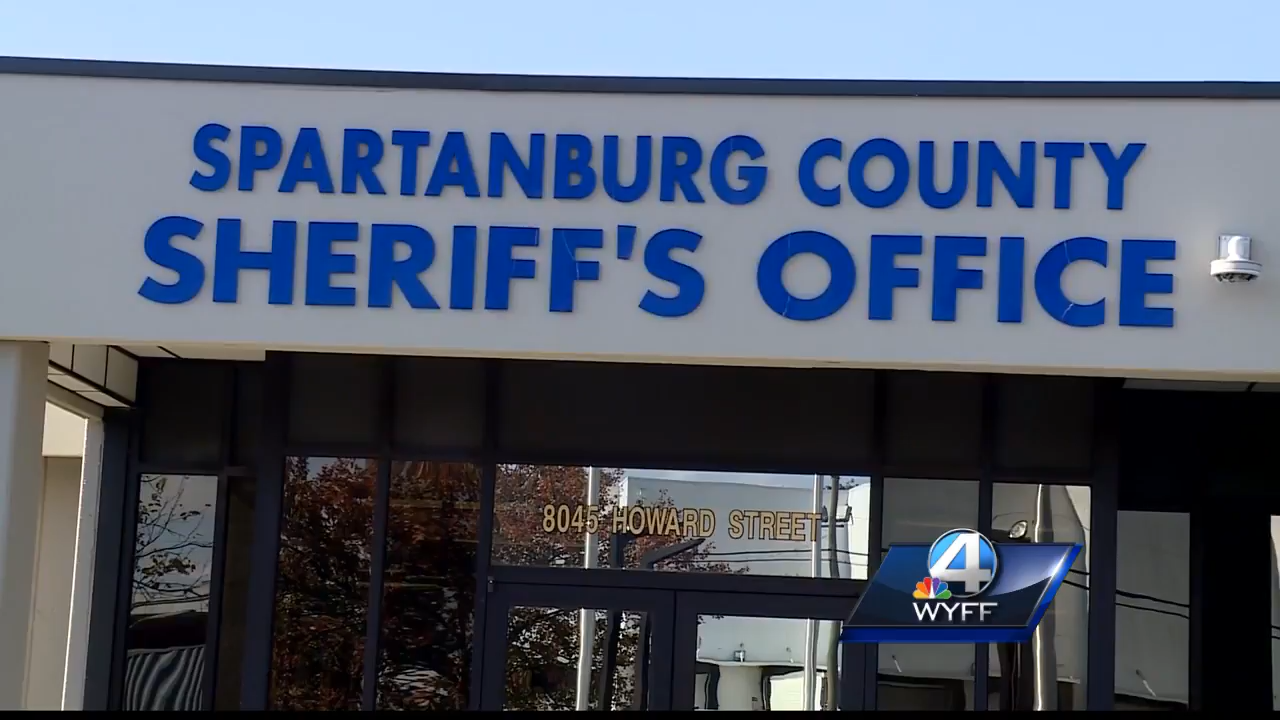 SPARTANBURG COUNTY
SHERIFF'S OFFICE
8045 HOWARD STREET
4
WYFF